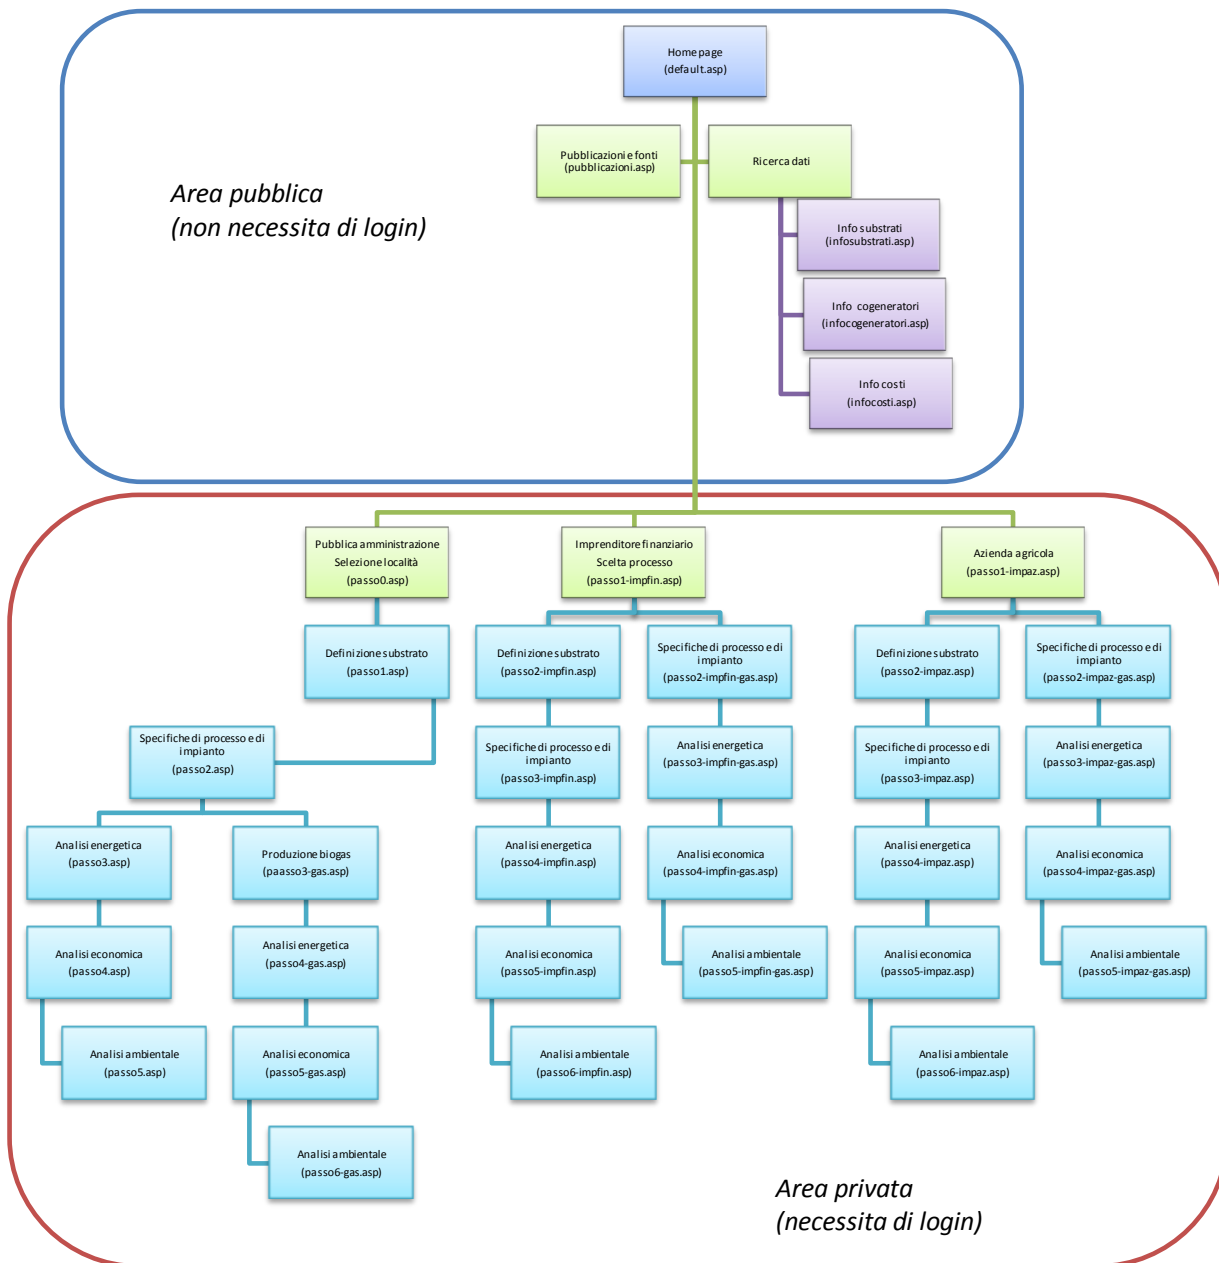 Home page
(default.asp)
Pubblicazioni e fonti
(pubblicazioni.asp)
Ricerca dati
Area pubblica
(non necessita di login)
Info substrati
(infosubstrati.asp)
Info cogeneratori
(infocogeneratori.asp)
Info costi
(infocosti.asp)
Pubblica amministrazione
Selezione località
(passo0.asp)
Imprenditore finanziario
Scelta processo
(passo1-impfin.asp)
Azienda agricola
(passo1-impaz.asp)
Definizione substrato
(passo1.asp)
Definizione substrato
(passo2-impfin.asp)
Specifiche di processo e di
impianto
(passo2-impfin-gas.asp)
Definizione substrato
(passo2-impaz.asp)
Specifiche di processo e di
impianto
(passo2-impaz-gas.asp)
Specifiche di processo e di
impianto
(passo2.asp)
Specifiche di processo e di
impianto
(passo3-impfin.asp)
Analisi energetica
(passo3-impfin-gas.asp)
Specifiche di processo e di
impianto
(passo3-impaz.asp)
Analisi energetica
(passo3-impaz-gas.asp)
Analisi energetica
(passo3.asp)
Produzione biogas
(paasso3-gas.asp)
Analisi energetica
(passo4-impfin.asp)
Analisi economica
(passo4-impfin-gas.asp)
Analisi energetica
(passo4-impaz.asp)
Analisi economica
(passo4-impaz-gas.asp)
Analisi economica
(passo4.asp)
Analisi energetica
(passo4-gas.asp)
Analisi economica
(passo5-impfin.asp)
Analisi ambientale
(passo5-impfin-gas.asp)
Analisi economica
(passo5-impaz.asp)
Analisi ambientale
(passo5-impaz-gas.asp)
Analisi ambientale
(passo5.asp)
Analisi economica
(passo5-gas.asp)
Analisi ambientale
(passo6-impfin.asp)
Analisi ambientale
(passo6-impaz.asp)
Analisi ambientale
(passo6-gas.asp)
Area privata
(necessita di login)